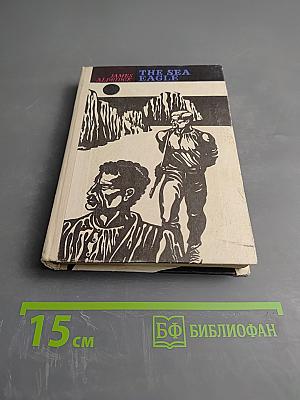 JAMES
ALDRIDGE
THE SEA
EAGLE
15 см
БФ БИБЛИОФАН